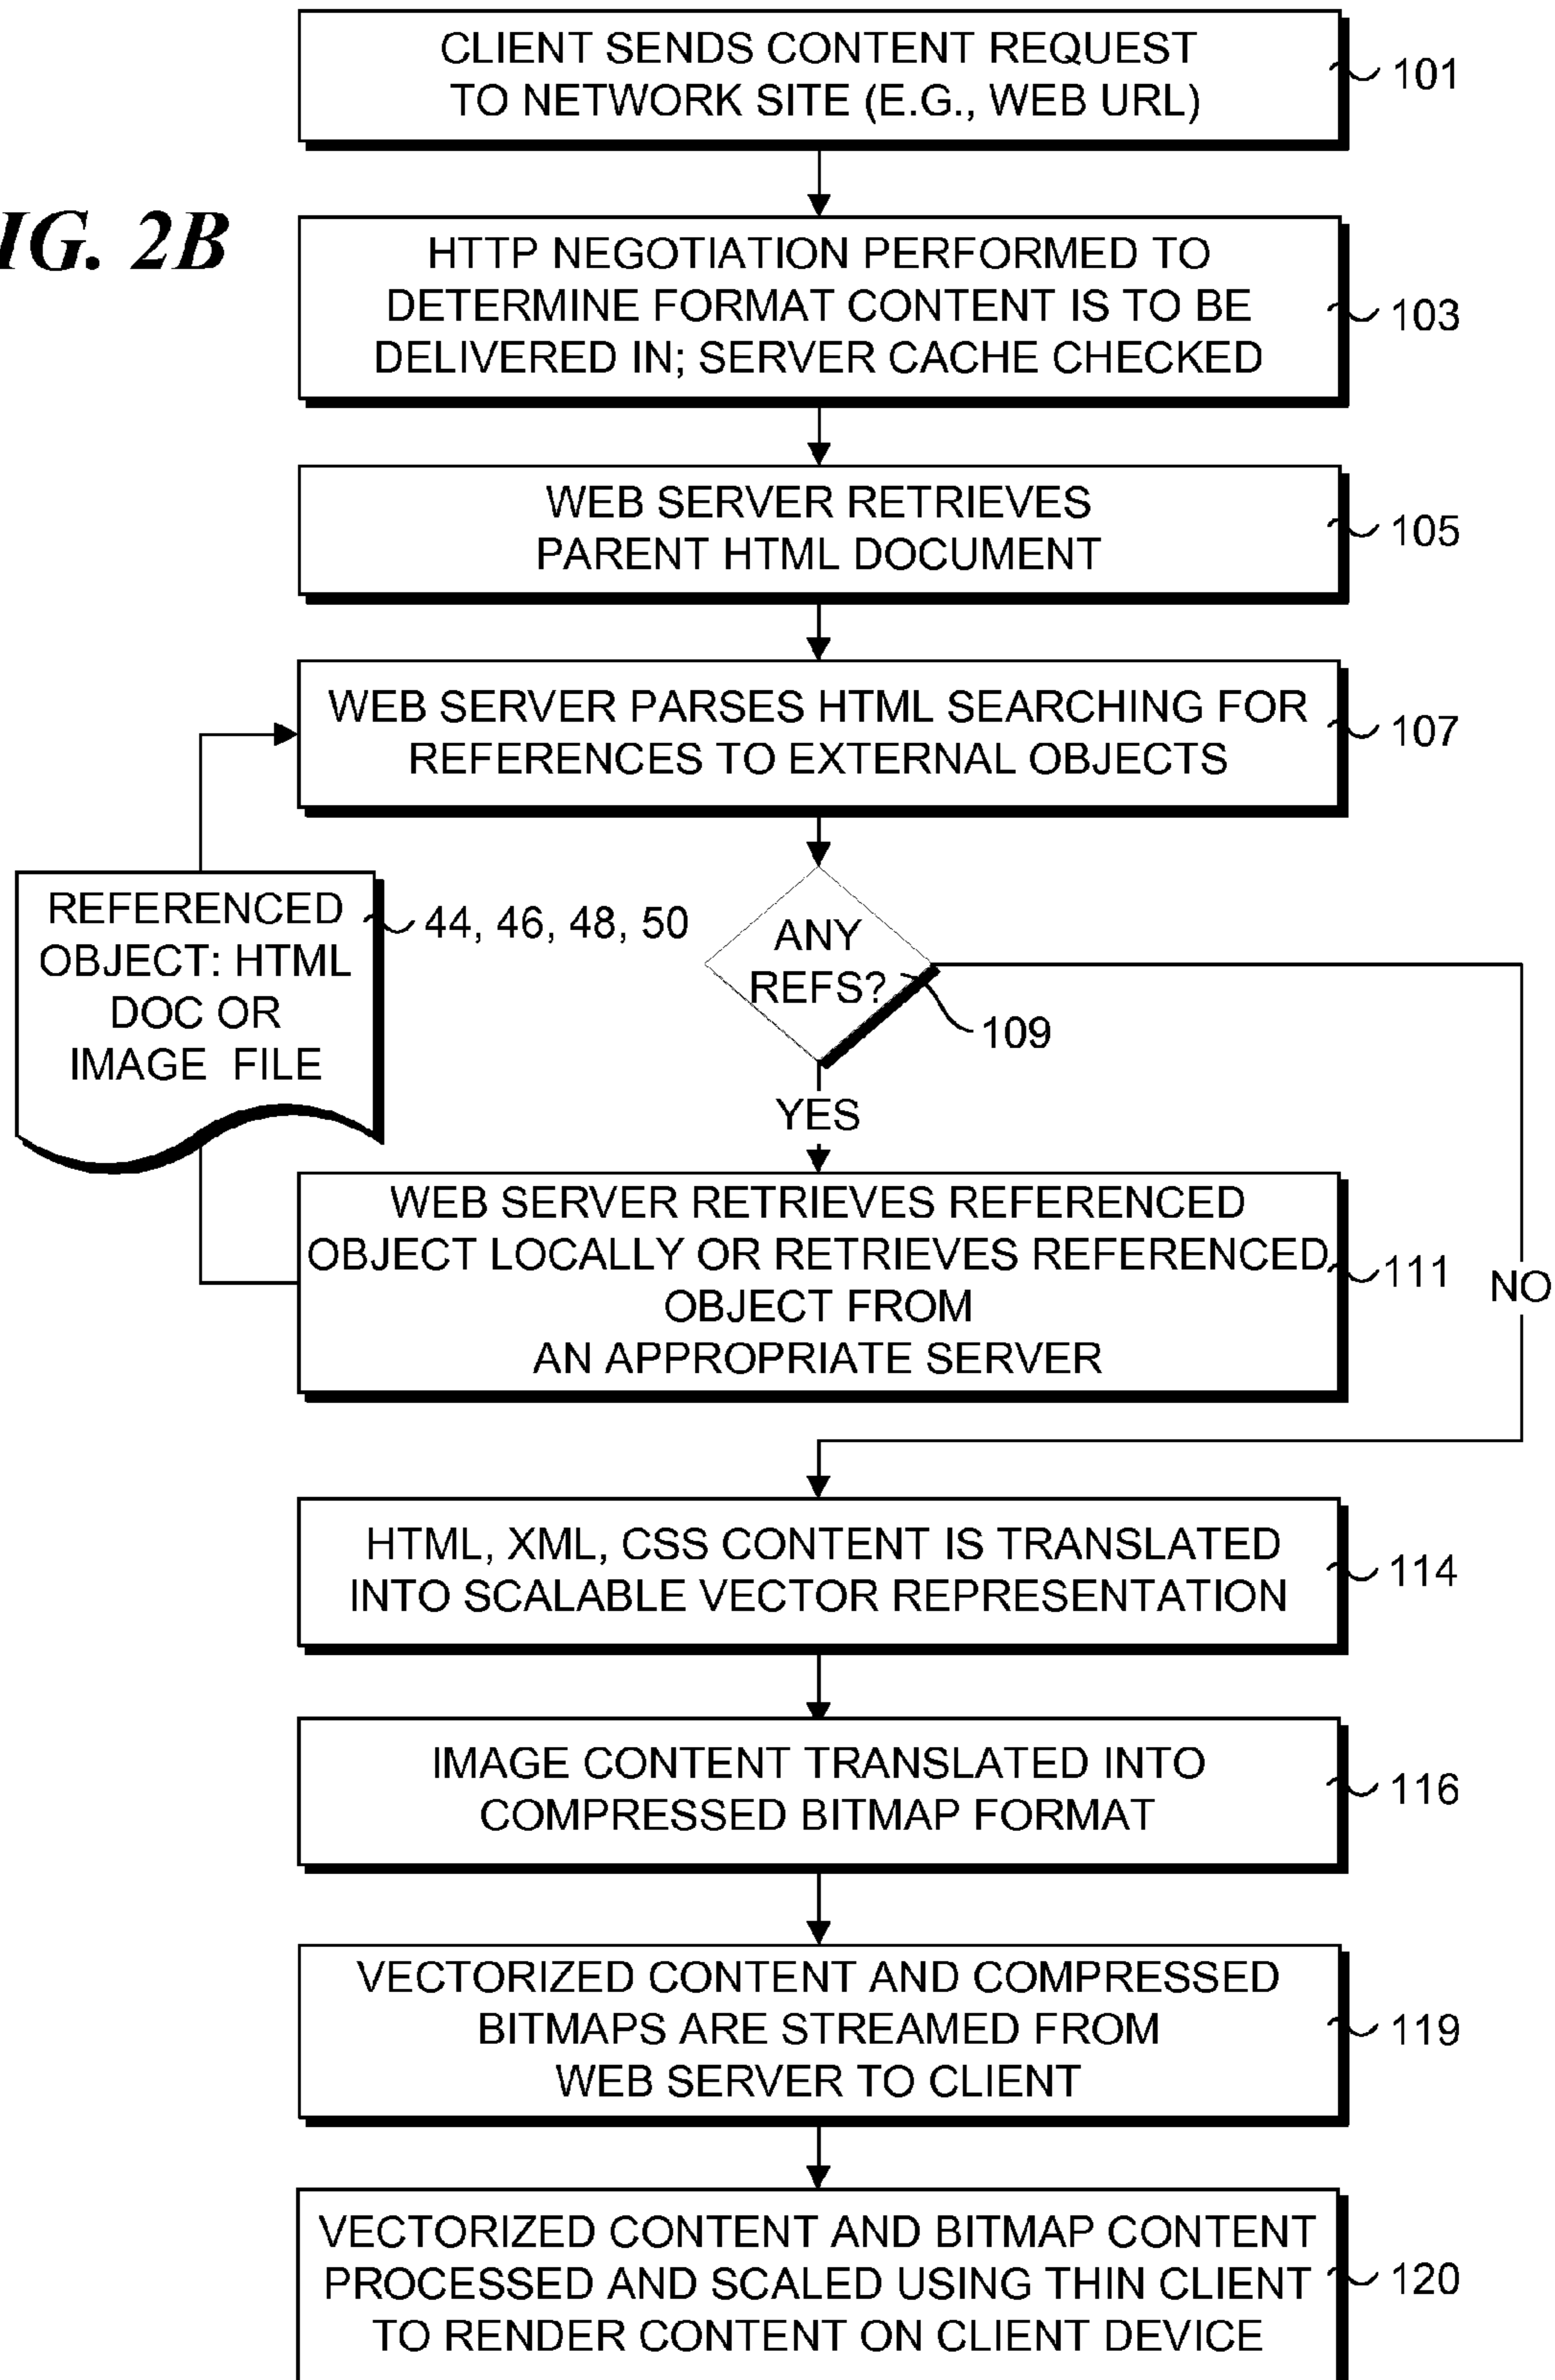 CLIENT SENDS CONTENT REQUEST
TO NETWORK SITE (E.G., WEB URL)
101
IG. 2B
HTTP NEGOTIATION PERFORMED TO
DETERMINE FORMAT CONTENT IS TO BE
DELIVERED IN; SERVER CACHE CHECKED
103
WEB SERVER RETRIEVES
PARENT HTML DOCUMENT
105
WEB SERVER PARSES HTML SEARCHING FOR
REFERENCES TO EXTERNAL OBJECTS
107
REFERENCED
OBJECT: HTML
DOC OR
IMAGE FILE
44, 46, 48, 50
ANY
REFS?
109
YES
WEB SERVER RETRIEVES REFERENCED
OBJECT LOCALLY OR RETRIEVES REFERENCED
OBJECT FROM
AN APPROPRIATE SERVER
111
NO
HTML, XML, CSS CONTENT IS TRANSLATED
INTO SCALABLE VECTOR REPRESENTATION
114
IMAGE CONTENT TRANSLATED INTO
COMPRESSED BITMAP FORMAT
116
VECTORIZED CONTENT AND COMPRESSED
BITMAPS ARE STREAMED FROM
WEB SERVER TO CLIENT
119
VECTORIZED CONTENT AND BITMAP CONTENT
PROCESSED AND SCALED USING THIN CLIENT
TO RENDER CONTENT ON CLIENT DEVICE
120